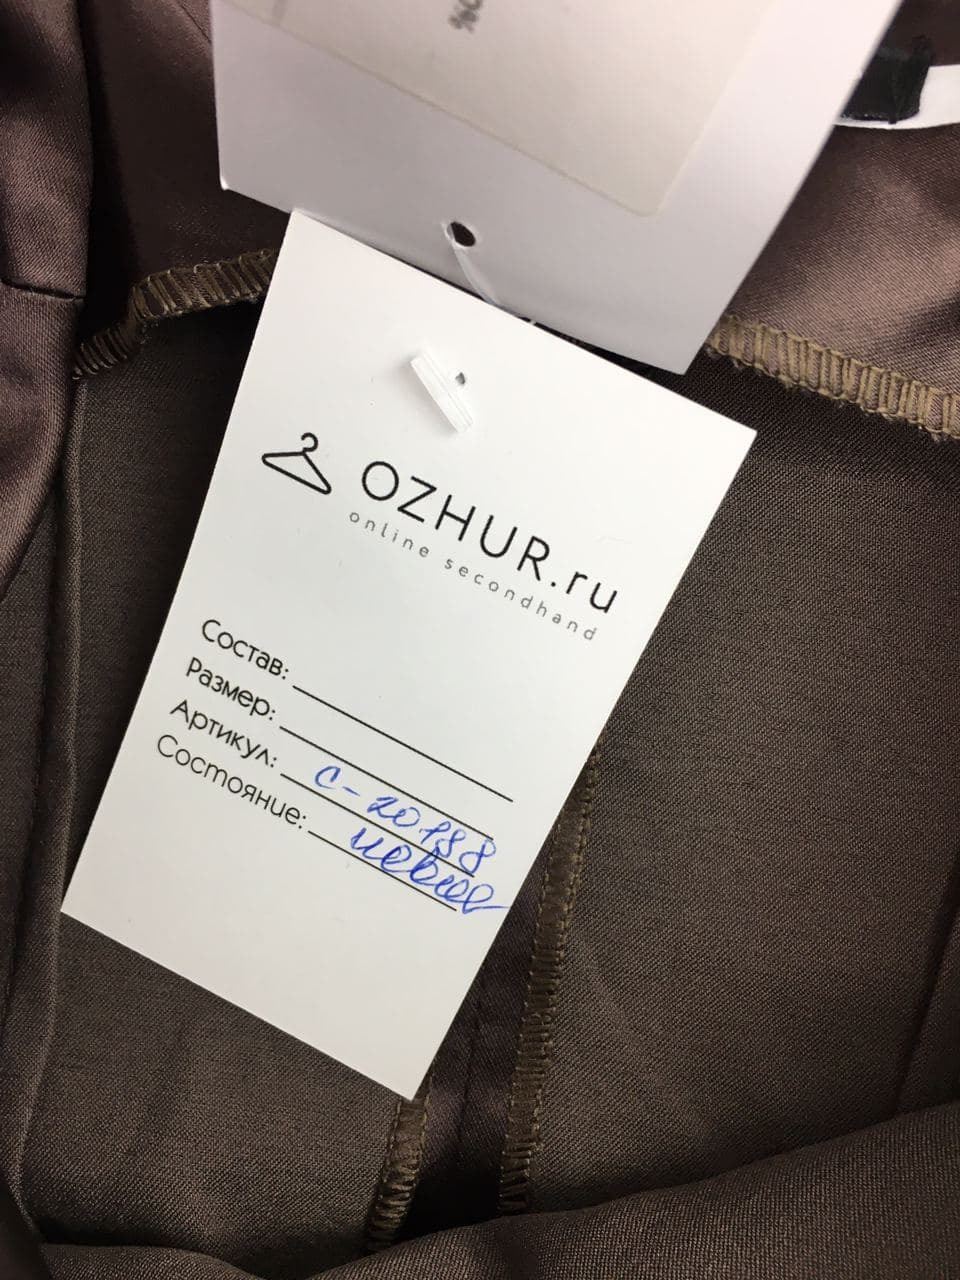 OZHUR.ru
online secondhand
Состав:
Размер:
Артикул: С-20188
Состояние: новое